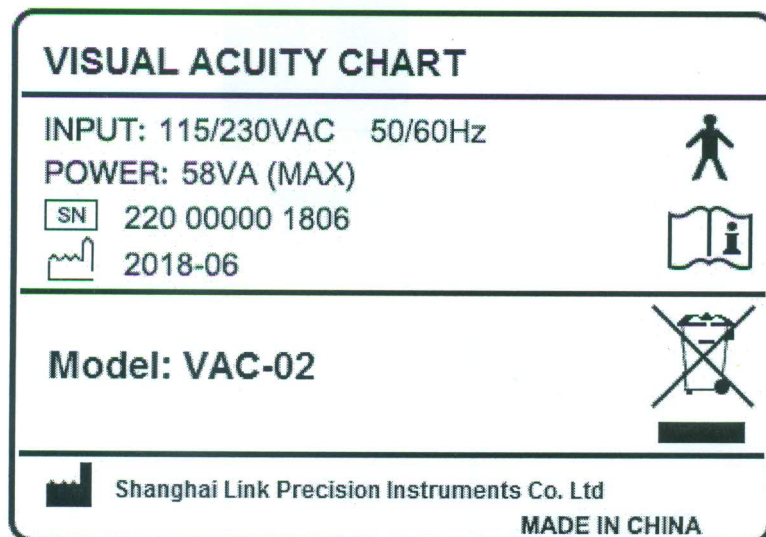 VISUAL ACUITY CHART
INPUT: 115/230VAC 50/60Hz
POWER: 58VA (MAX)
SN 220 00000 1806
2018-06
i
Model: VAC-02
Shanghai Link Precision Instruments Co. Ltd
MADE IN CHINA